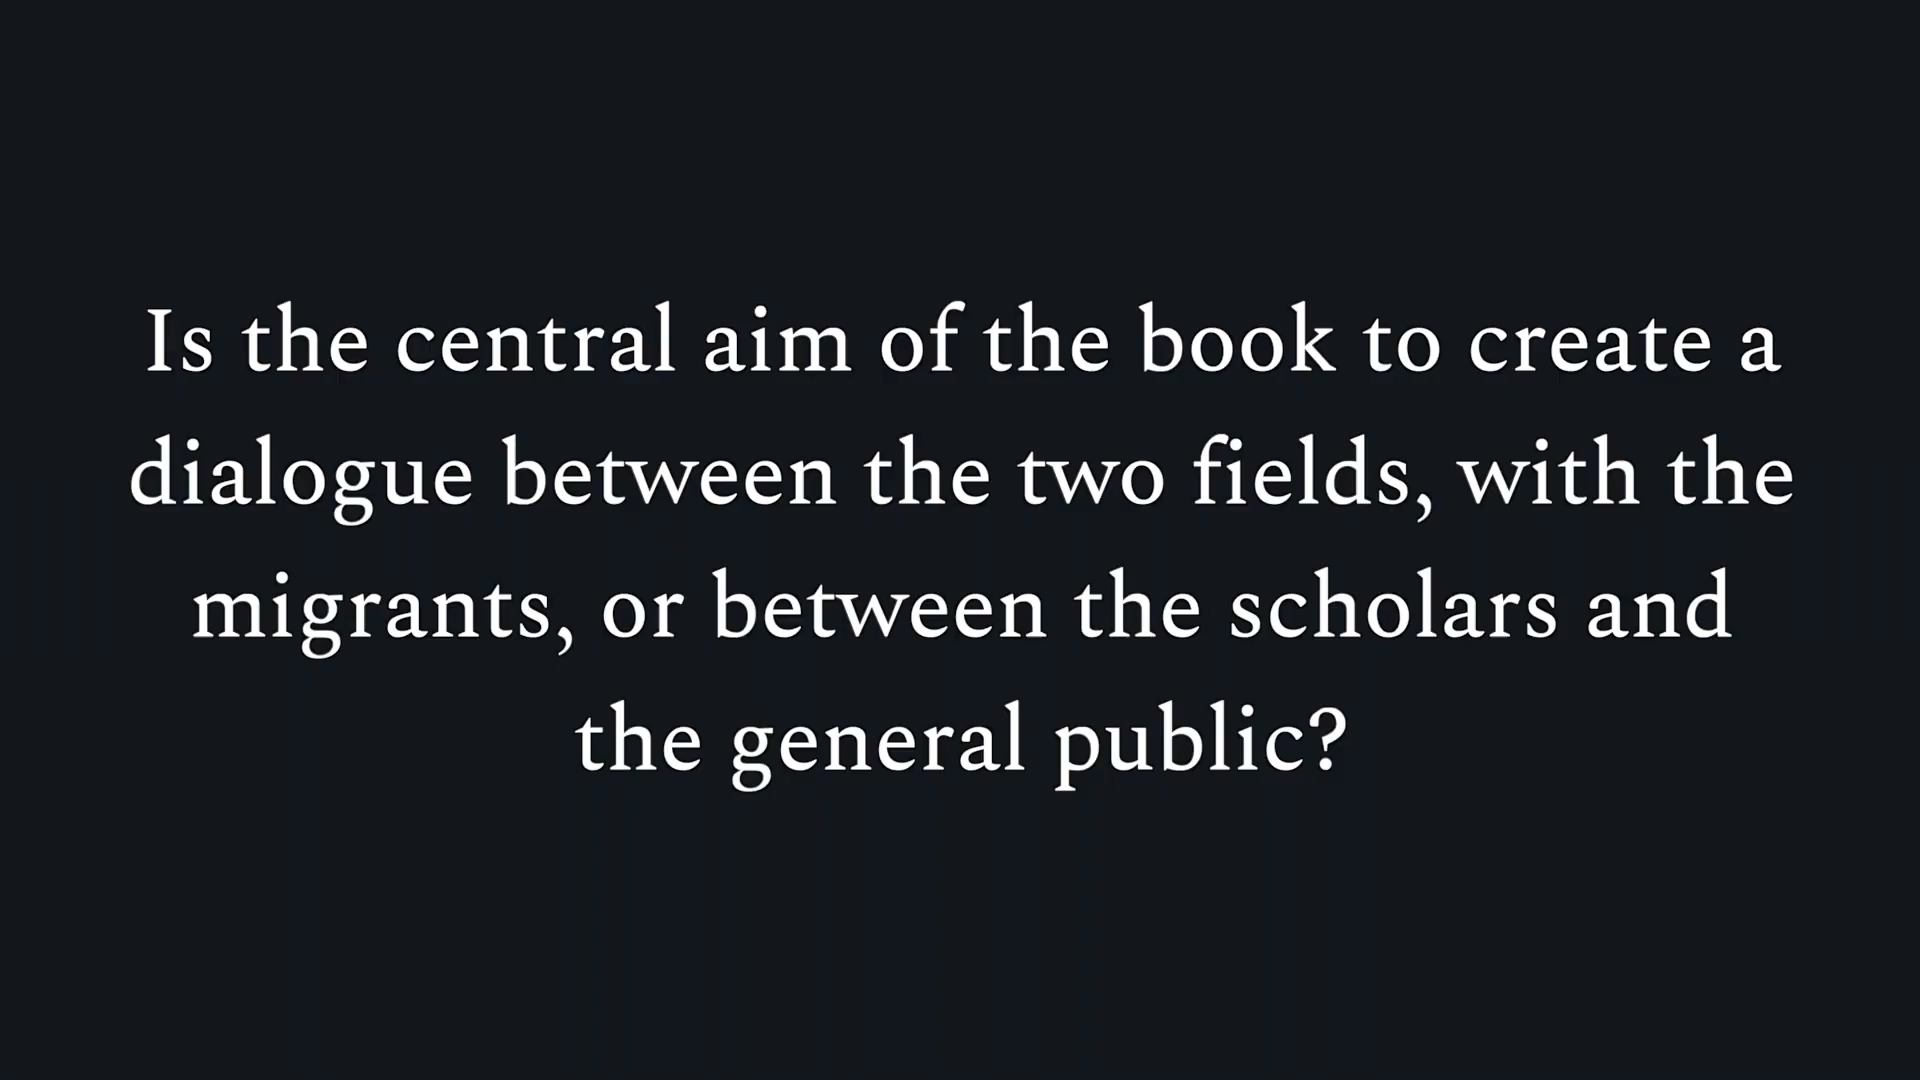 Is the central aim of the book to create a
dialogue between the two fields, with the
migrants, or between the scholars and
the general public?